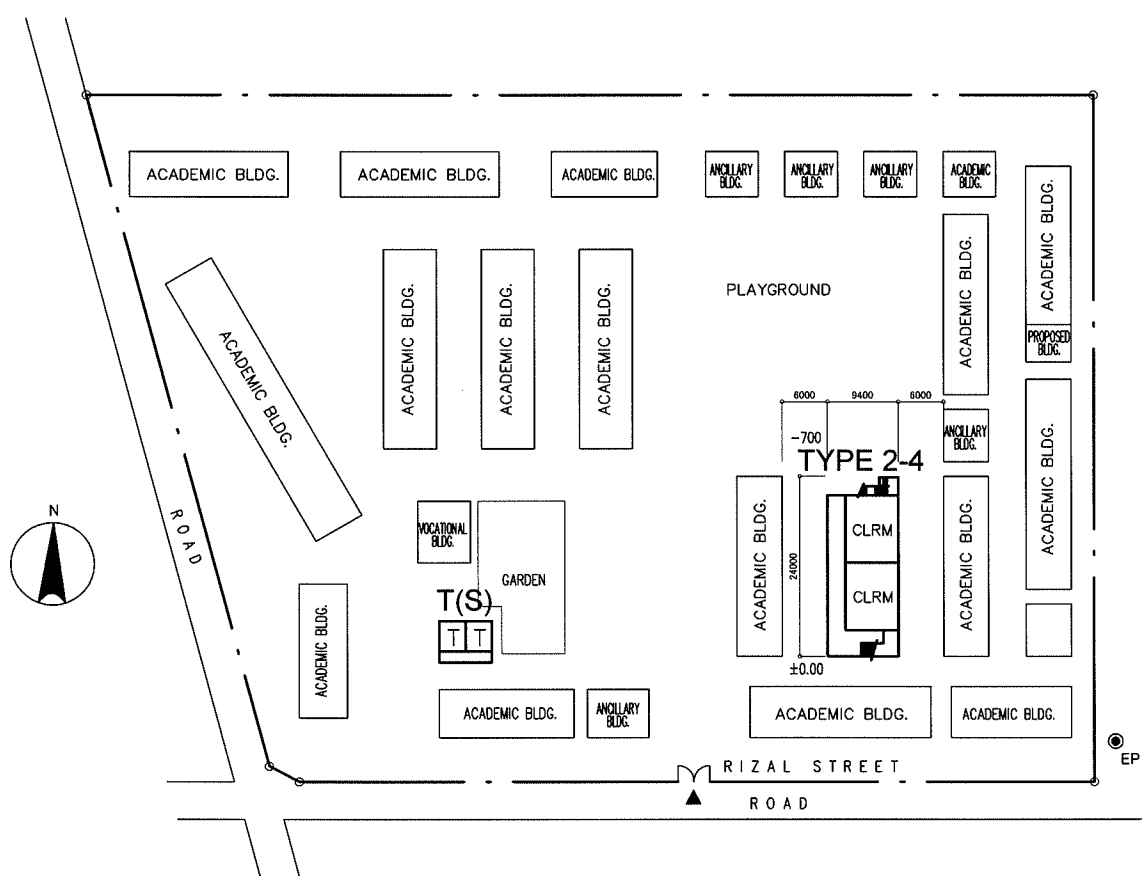 ACADEMIC BLDG.
ACADEMIC BLDG.
ACADEMIC BLDG.
ANCILLARY
BLDG.
ANCILLARY
BLDG.
ANCILLARY
BLDG.
ACADEMIC
BLDG.
ACADEMIC BLDG.
ACADEMIC BLDG.
ACADEMIC BLDG.
ACADEMIC BLDG.
ACADEMIC BLDG.
ACADEMIC BLDG.
PLAYGROUND
PROPOSED
BLDG.
6000
9400
6000
-700
TYPE 2-4
ANCILLARY
BLDG.
ACADEMIC BLDG.
N
ROAD
VOCATIONAL
BLDG.
GARDEN
T(S)
T
T
ACADEMIC BLDG.
24000
CLRM
CLRM
ACADEMIC BLDG.
±0.00
ACADEMIC BLDG.
ACADEMIC BLDG.
ANCILLARY
BLDG.
ACADEMIC BLDG.
ACADEMIC BLDG.
EP
RIZAL STREET
ROAD